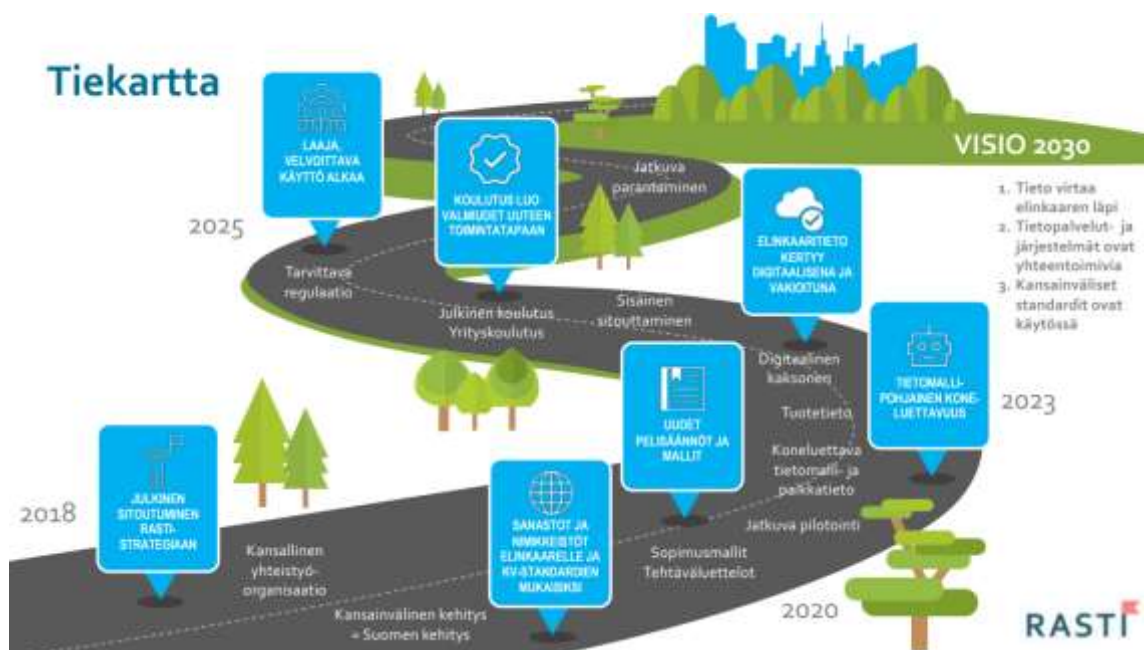 Tiekartta
LAAJA,
VELVOITTAVA
KÄYTTÖ ALKAA
KOULUTUS LUO
VALMIUDET UUTEEN
TOIMINTATAPAAN
Jatkuva
parantaminen
VISIO 2030
1. Tieto virtaa
elinkaaren läpi
2. Tietopalvelut- ja
järjestelmät ovat
yhteentoimivia
3. Kansainväliset
standardit ovat
käytössä
2025
ELINKAARITIETO
KERTYY
DIGITAALISENA JA
VAKIOITUNA
Tarvittava
regulaatio
Julkinen koulutus
Yrityskoulutus
Sisäinen
sitouttaminen
Digitaalinen
kaksonen
TIETOMALLI-
POHJAINEN KONE-
LUETTAVUUS
2023
UUDET
PELISÄÄNNÖT JA
MALLIT
Tuotetieto
Koneluettava
tietomalli- ja
paikkatieto
Jatkuva pilotointi
2018
JULKINEN
SITOUTUMINEN
RASTI-
STRATEGIAAN
Kansallinen
yhteistyö-
organisaatio
SANASTOT JA
NIMIKKEISTÖT
ELINKAARELLE JA
KV-STANDARDIEN
MUKAISIKSI
Sopimusmallit
Tehtäväluettelot
Kansainvälinen kehitys
= Suomen kehitys
2020
RASTI